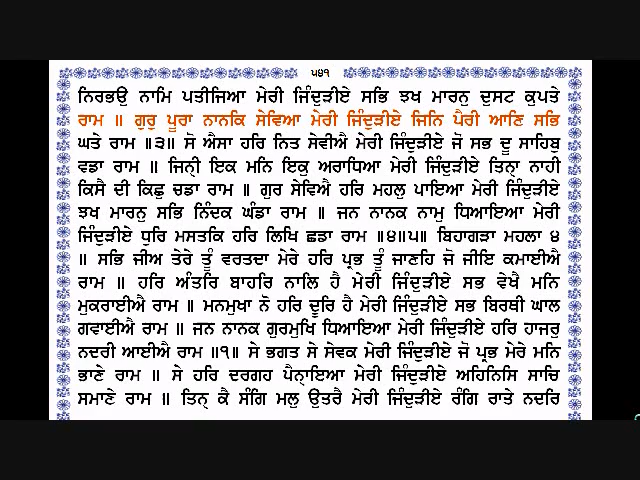 ੫੪੧
ਨਿਰਭਉ ਨਾਮਿ ਪਤੀਜਿਆ ਮੇਰੀ ਜਿੰਦੁੜੀਏ ਸਭਿ ਝਖ ਮਾਰਨੁ ਦੁਸਟ ਕੁਪਤੇ
ਰਾਮ ॥ ਗੁਰੁ ਪੂਰਾ ਨਾਨਕਿ ਸੇਵਿਆ ਮੇਰੀ ਜਿੰਦੁੜੀਏ ਜਿਨਿ ਪੈਰੀ ਆਣਿ ਸਭਿ
ਘਤੇ ਰਾਮ ॥੩॥ ਸੋ ਐਸਾ ਹਰਿ ਨਿਤ ਸੇਵੀਐ ਮੇਰੀ ਜਿੰਦੁੜੀਏ ਜੋ ਸਭ ਦੂ ਸਾਹਿਬੁ
ਵਡਾ ਰਾਮ ॥ ਜਿਨੀ੍ ਇਕ ਮਨਿ ਇਕੁ ਅਰਾਧਿਆ ਮੇਰੀ ਜਿੰਦੁੜੀਏ ਤਿਨਾ੍ ਨਾਹੀ
ਕਿਸੈ ਦੀ ਕਿਛੁ ਚਡਾ ਰਾਮ ॥ ਗੁਰ ਸੇਵਿਐ ਹਰਿ ਮਹਲੁ ਪਾਇਆ ਮੇਰੀ ਜਿੰਦੁੜੀਏ
ਝਖ ਮਾਰਨੁ ਸਭਿ ਨਿੰਦਕ ਘੰਡਾ ਰਾਮ ॥ ਜਨ ਨਾਨਕ ਨਾਮੁ ਧਿਆਇਆ ਮੇਰੀ
ਜਿੰਦੁੜੀਏ ਧੁਰਿ ਮਸਤਕਿ ਹਰਿ ਲਿਖਿ ਛਡਾ ਰਾਮ ॥੪॥੫॥ ਬਿਹਾਗੜਾ ਮਹਲਾ ੪
॥ ਸਭਿ ਜੀਅ ਤੇਰੇ ਤੂੰ ਵਰਤਦਾ ਮੇਰੇ ਹਰਿ ਪ੍ਰਭ ਤੂੰ ਜਾਣਹਿ ਜੋ ਜੀਇ ਕਮਾਈਐ
ਰਾਮ ॥ ਹਰਿ ਅੰਤਰਿ ਬਾਹਰਿ ਨਾਲਿ ਹੈ ਮੇਰੀ ਜਿੰਦੁੜੀਏ ਸਭ ਵੇਖੈ ਮਨਿ
ਮੁਕਰਾਈਐ ਰਾਮ ॥ ਮਨਮੁਖਾ ਨੋ ਹਰਿ ਦੂਰਿ ਹੈ ਮੇਰੀ ਜਿੰਦੁੜੀਏ ਸਭ ਬਿਰਥੀ ਘਾਲ
ਗਵਾਈਐ ਰਾਮ ॥ ਜਨ ਨਾਨਕ ਗੁਰਮੁਖਿ ਧਿਆਇਆ ਮੇਰੀ ਜਿੰਦੁੜੀਏ ਹਰਿ ਹਾਜਰੁ
ਨਦਰੀ ਆਈਐ ਰਾਮ ॥੧॥ ਸੇ ਭਗਤ ਸੇ ਸੇਵਕ ਮੇਰੀ ਜਿੰਦੁੜੀਏ ਜੋ ਪ੍ਰਭ ਮੇਰੇ ਮਨਿ
ਭਾਣੇ ਰਾਮ ॥ ਸੇ ਹਰਿ ਦਰਗਹ ਪੈਨਾ੍ਇਆ ਮੇਰੀ ਜਿੰਦੁੜੀਏ ਅਹਿਨਿਸਿ ਸਾਚਿ
ਸਮਾਣੇ ਰਾਮ ॥ ਤਿਨ੍ ਕੈ ਸੰਗਿ ਮਲੁ ਉਤਰੈ ਮੇਰੀ ਜਿੰਦੁੜੀਏ ਰੰਗਿ ਰਾਤੇ ਨਦਰਿ